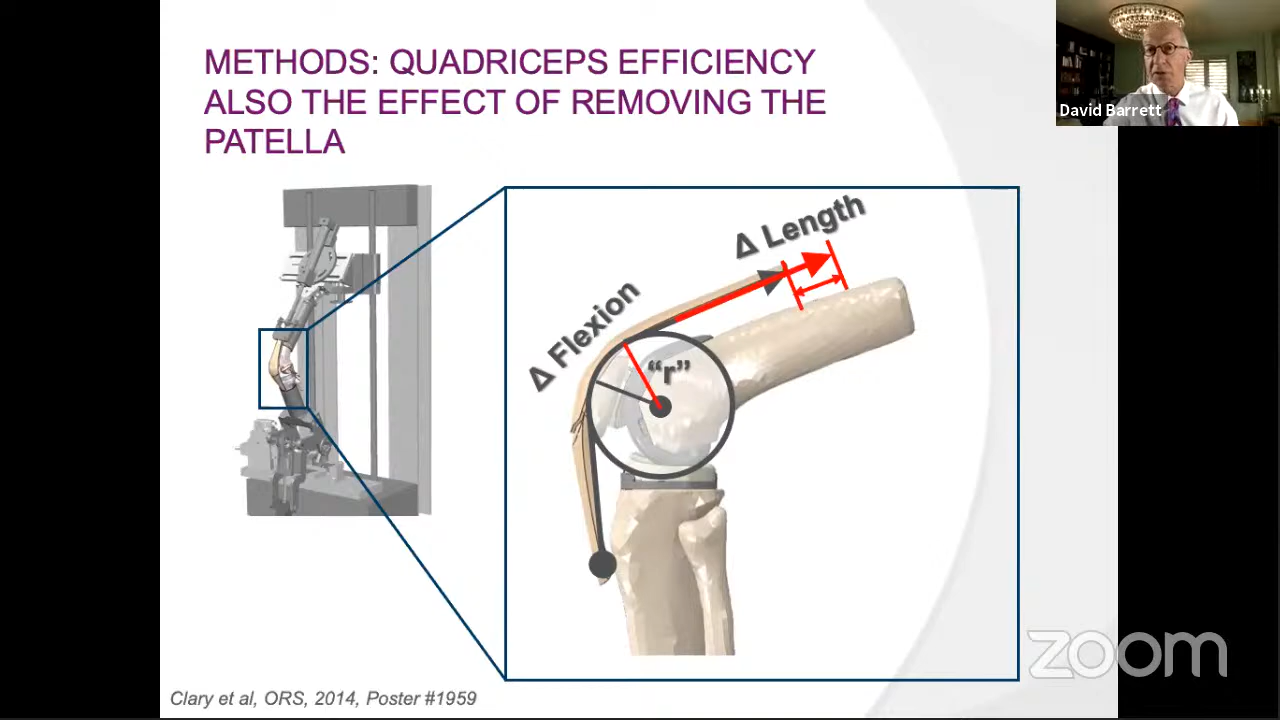 METHODS: QUADRICEPS EFFICIENCY
ALSO THE EFFECT OF REMOVING THE
PATELLA
David Barrett
Δ Length
Δ Flexion
“r”
zoom
Clary et al, ORS, 2014, Poster #1959